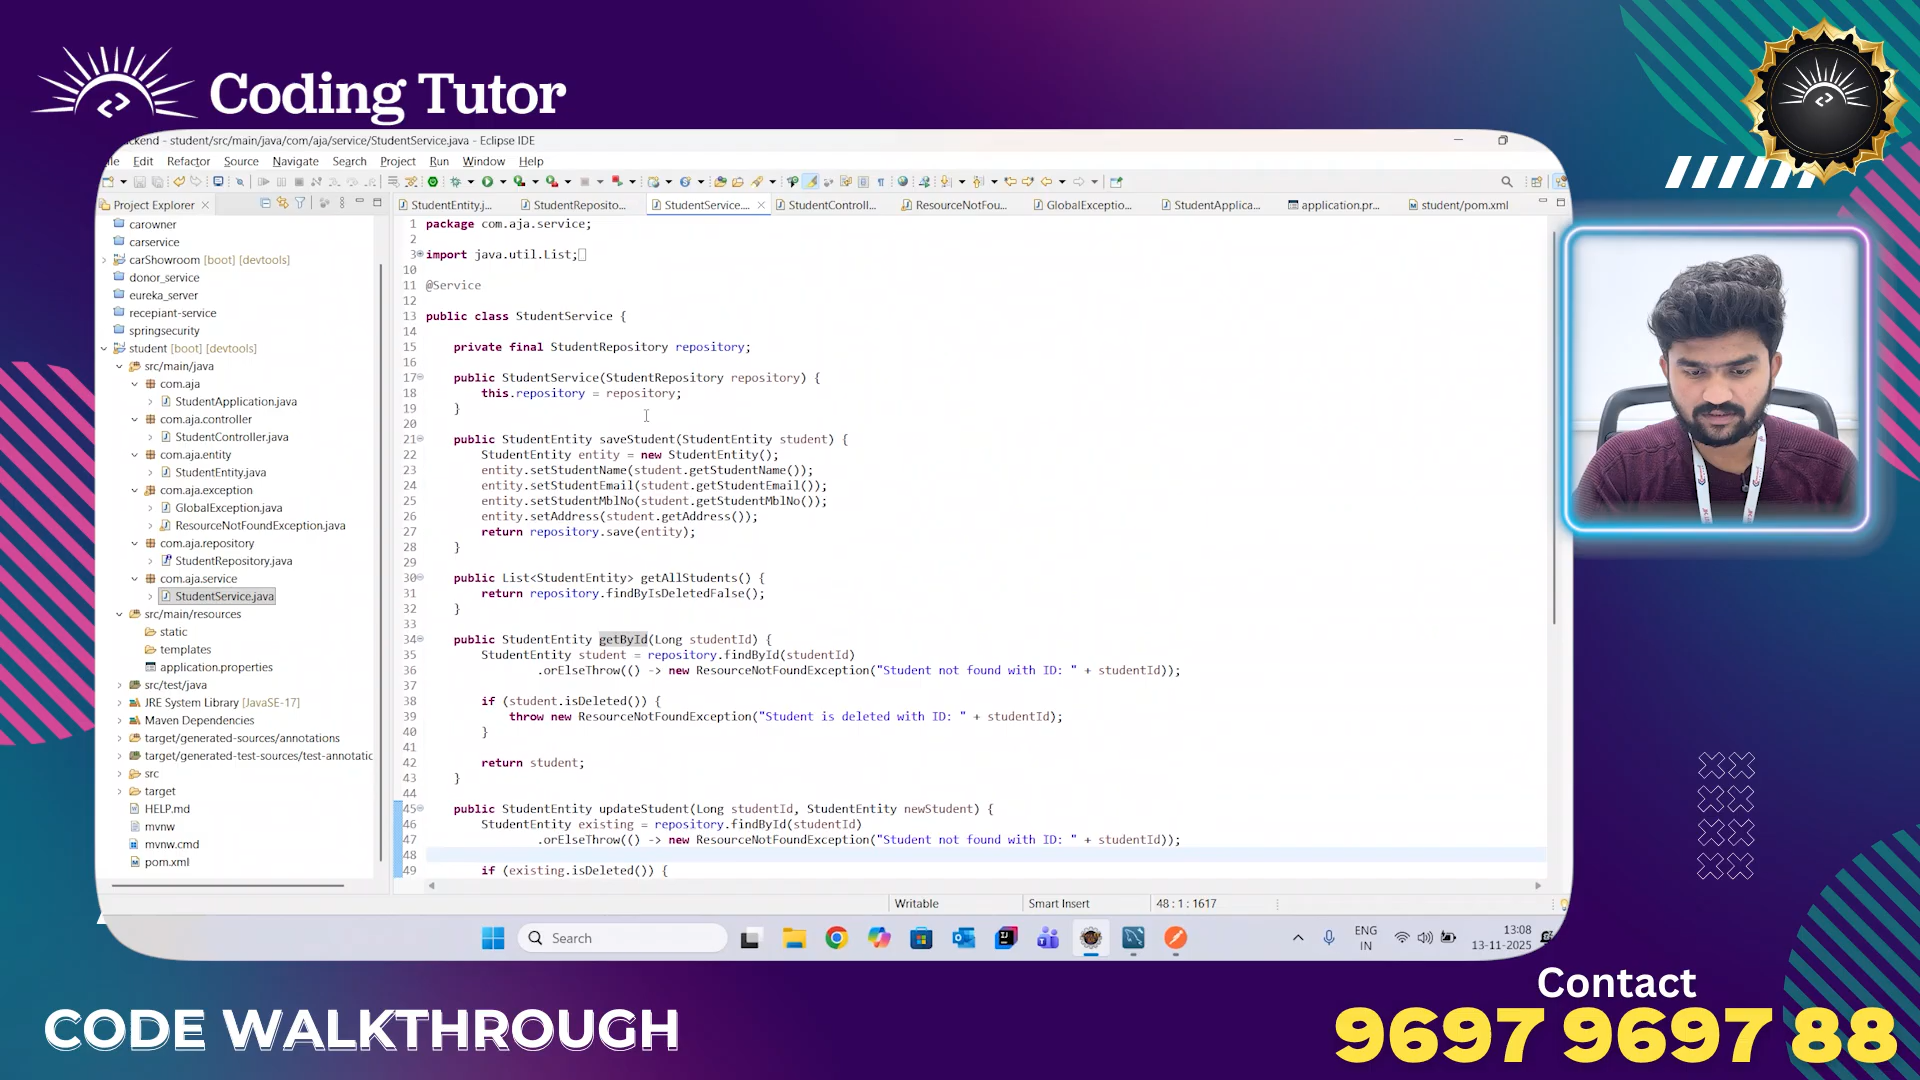 Coding Tutor
ckend - student/src/main/java/com/aja/service/StudentService.java - Eclipse IDE
le Edit Refactor Source Navigate Search Project Run Window Help
Project Explorer
StudentEntity.j... StudentReposito... StudentService.... StudentControll... ResourceNotFou... GlobalExceptio... StudentApplica... application.pr... student/pom.xml
carowner
carservice
carShowroom [boot] [devtools]
donor_service
eureka_server
recepiant-service
springsecurity
student [boot] [devtools]
src/main/java
com.aja
StudentApplication.java
com.aja.controller
StudentController.java
com.aja.entity
StudentEntity.java
com.aja.exception
GlobalException.java
ResourceNotFoundException.java
com.aja.repository
StudentRepository.java
com.aja.service
StudentService.java
src/main/resources
static
templates
application.properties
src/test/java
JRE System Library [JavaSE-17]
Maven Dependencies
target/generated-sources/annotations
target/generated-test-sources/test-annotatic
src
target
HELP.md
mvnw
mvnw.cmd
pom.xml
1 package com.aja.service;
2
3 import java.util.List;
10
11 @Service
12
13 public class StudentService {
14
15 private final StudentRepository repository;
16
17 public StudentService(StudentRepository repository) {
18 this.repository = repository;
19 }
20
21 public StudentEntity saveStudent(StudentEntity student) {
22 StudentEntity entity = new StudentEntity();
23 entity.setStudentName(student.getStudentName());
24 entity.setStudentEmail(student.getStudentEmail());
25 entity.setStudentMblNo(student.getStudentMblNo());
26 entity.setAddress(student.getAddress());
27 return repository.save(entity);
28 }
29
30 public List<StudentEntity> getAllStudents() {
31 return repository.findByIsDeletedFalse();
32 }
33
34 public StudentEntity getById(Long studentId) {
35 StudentEntity student = repository.findById(studentId)
36 .orElseThrow(() -> new ResourceNotFoundException("Student not found with ID: " + studentId));
37
38 if (student.isDeleted()) {
39 throw new ResourceNotFoundException("Student is deleted with ID: " + studentId);
40 }
41
42 return student;
43 }
44
45 public StudentEntity updateStudent(Long studentId, StudentEntity newStudent) {
46 StudentEntity existing = repository.findById(studentId)
47 .orElseThrow(() -> new ResourceNotFoundException("Student not found with ID: " + studentId));
48
49 if (existing.isDeleted()) {
Writable Smart Insert 48 : 1 : 1617
Search
ENG
IN
13:08
13-11-2025
Contact
CODE WALKTHROUGH
9697 9697 88